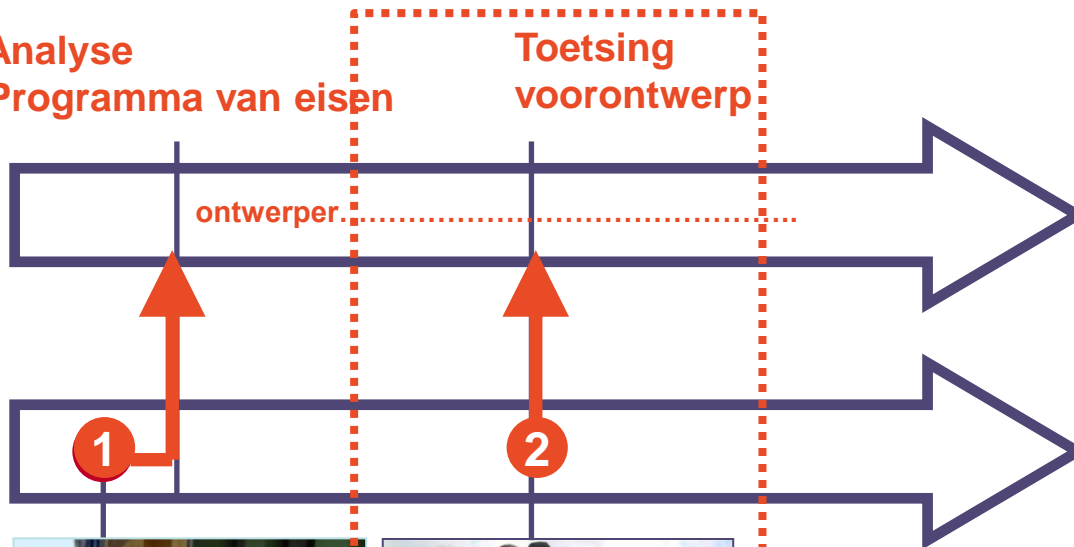 Analyse
Programma van eisen
Toetsing
voorontwerp
ontwerper
1
2